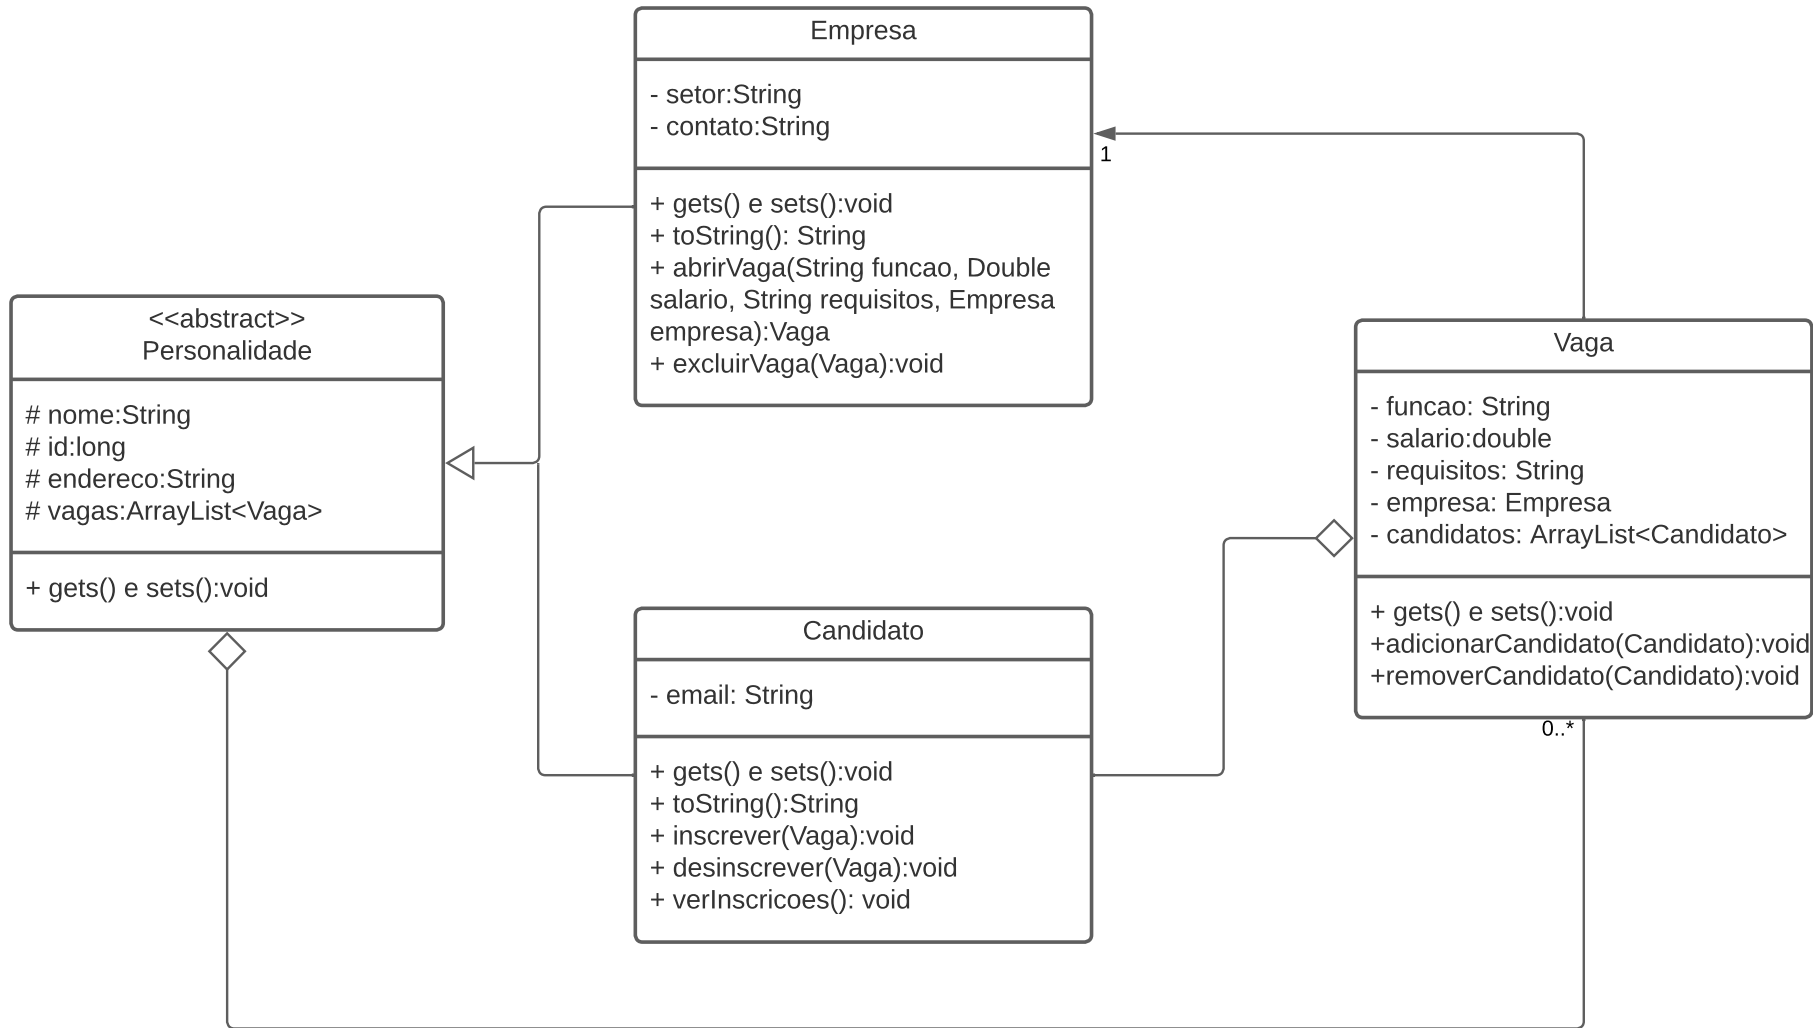 Empresa
- setor:String
- contato:String
1
+ gets() e sets():void
+ toString(): String
+ abrirVaga(String funcao, Double
salario, String requisitos, Empresa
empresa):Vaga
+ excluirVaga(Vaga):void
<<abstract>>
Personalidade
# nome:String
# id:long
# endereco:String
# vagas:ArrayList<Vaga>
+ gets() e sets():void
Vaga
- funcao: String
- salario:double
- requisitos: String
- empresa: Empresa
- candidatos: ArrayList<Candidato>
+ gets() e sets():void
+adicionarCandidato(Candidato):void
+removerCandidato(Candidato):void
0..*
Candidato
- email: String
+ gets() e sets():void
+ toString():String
+ inscrever(Vaga):void
+ desinscrever(Vaga):void
+ verInscricoes(): void